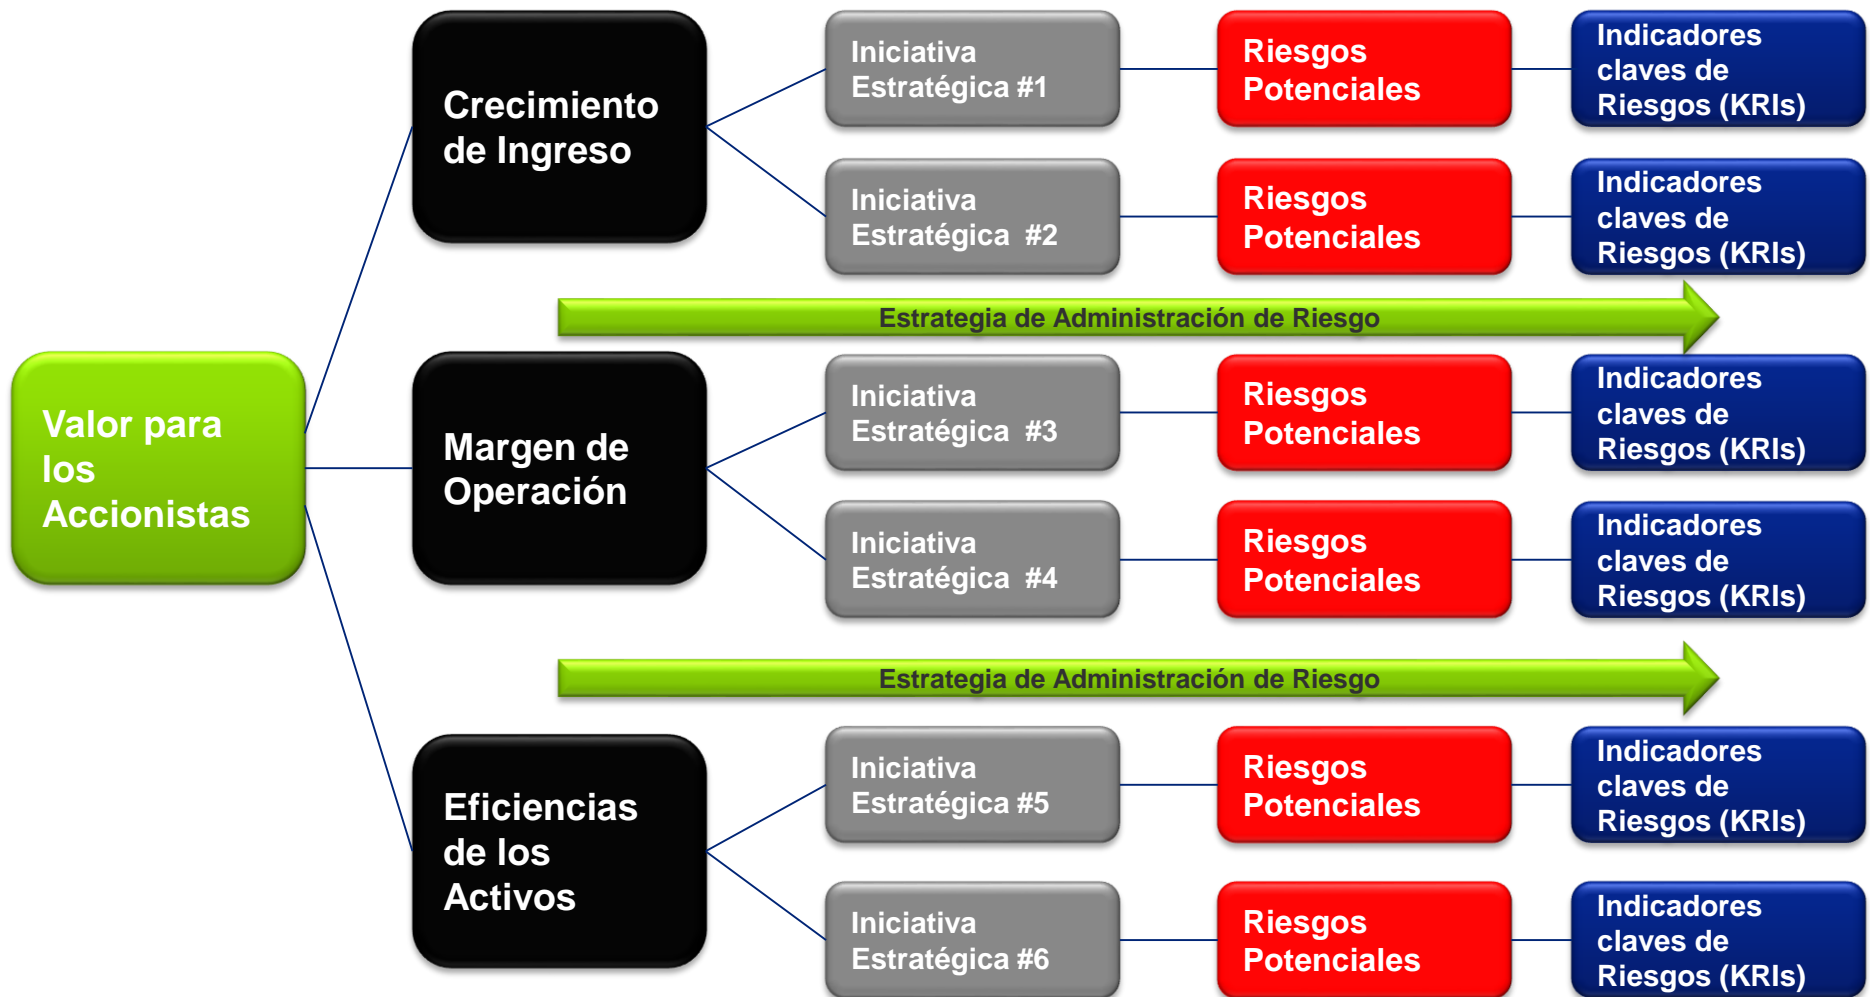 Valor para
los
Accionistas
Crecimiento
de Ingreso
Iniciativa
Estratégica #1
Riesgos
Potenciales
Indicadores
claves de
Riesgos (KRIs)
Iniciativa
Estratégica #2
Riesgos
Potenciales
Indicadores
claves de
Riesgos (KRIs)
Estrategia de Administración de Riesgo
Margen de
Operación
Iniciativa
Estratégica #3
Riesgos
Potenciales
Indicadores
claves de
Riesgos (KRIs)
Iniciativa
Estratégica #4
Riesgos
Potenciales
Indicadores
claves de
Riesgos (KRIs)
Estrategia de Administración de Riesgo
Eficiencias
de los
Activos
Iniciativa
Estratégica #5
Riesgos
Potenciales
Indicadores
claves de
Riesgos (KRIs)
Iniciativa
Estratégica #6
Riesgos
Potenciales
Indicadores
claves de
Riesgos (KRIs)